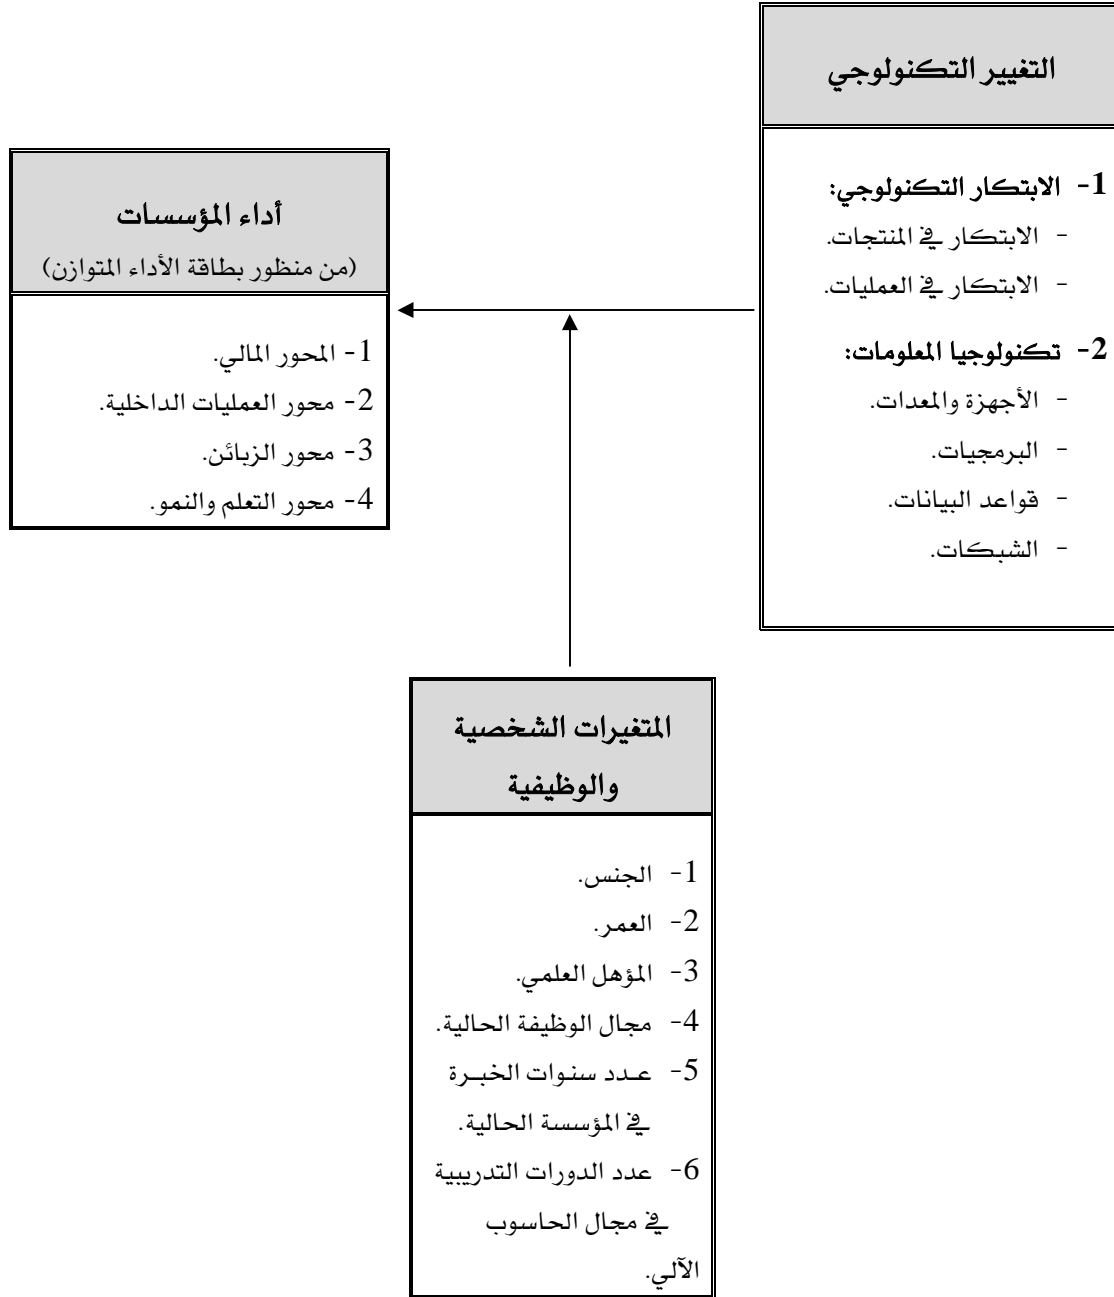 التغيير التكنولوجي
1- الابتكار التكنولوجي:
- الابتكار في المنتجات.
- الابتكار في العمليات.
2- تكنولوجيا المعلومات:
- الأجهزة والمعدات.
- البرمجيات.
- قواعد البيانات.
- الشبكات.
أداء المؤسسات
(من منظور بطاقة الأداء المتوازن)
1- المحور المالي.
2- محور العمليات الداخلية.
3- محور الزبائن.
4- محور التعلم والنمو.
المتغيرات الشخصية
والوظيفية
1- الجنس.
2- العمر.
3- المؤهل العلمي.
4- مجال الوظيفة الحالية.
5- عدد سنوات الخبرة
في المؤسسة الحالية.
6- عدد الدورات التدريبية
في مجال الحاسوب
الآلي.